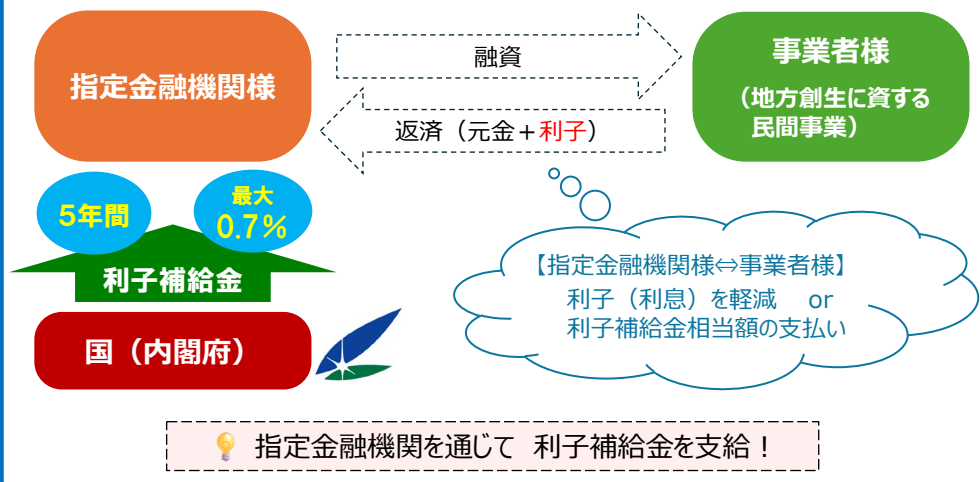 指定金融機関様
融資
事業者様
（地方創生に資する
民間事業）
返済（元金＋利子）
5年間
最大
0.7％
利子補給金
国（内閣府）
【指定金融機関様⇔事業者様】
利子（利息）を軽減　or
利子補給金相当額の支払い
💡 指定金融機関を通じて 利子補給金を支給！